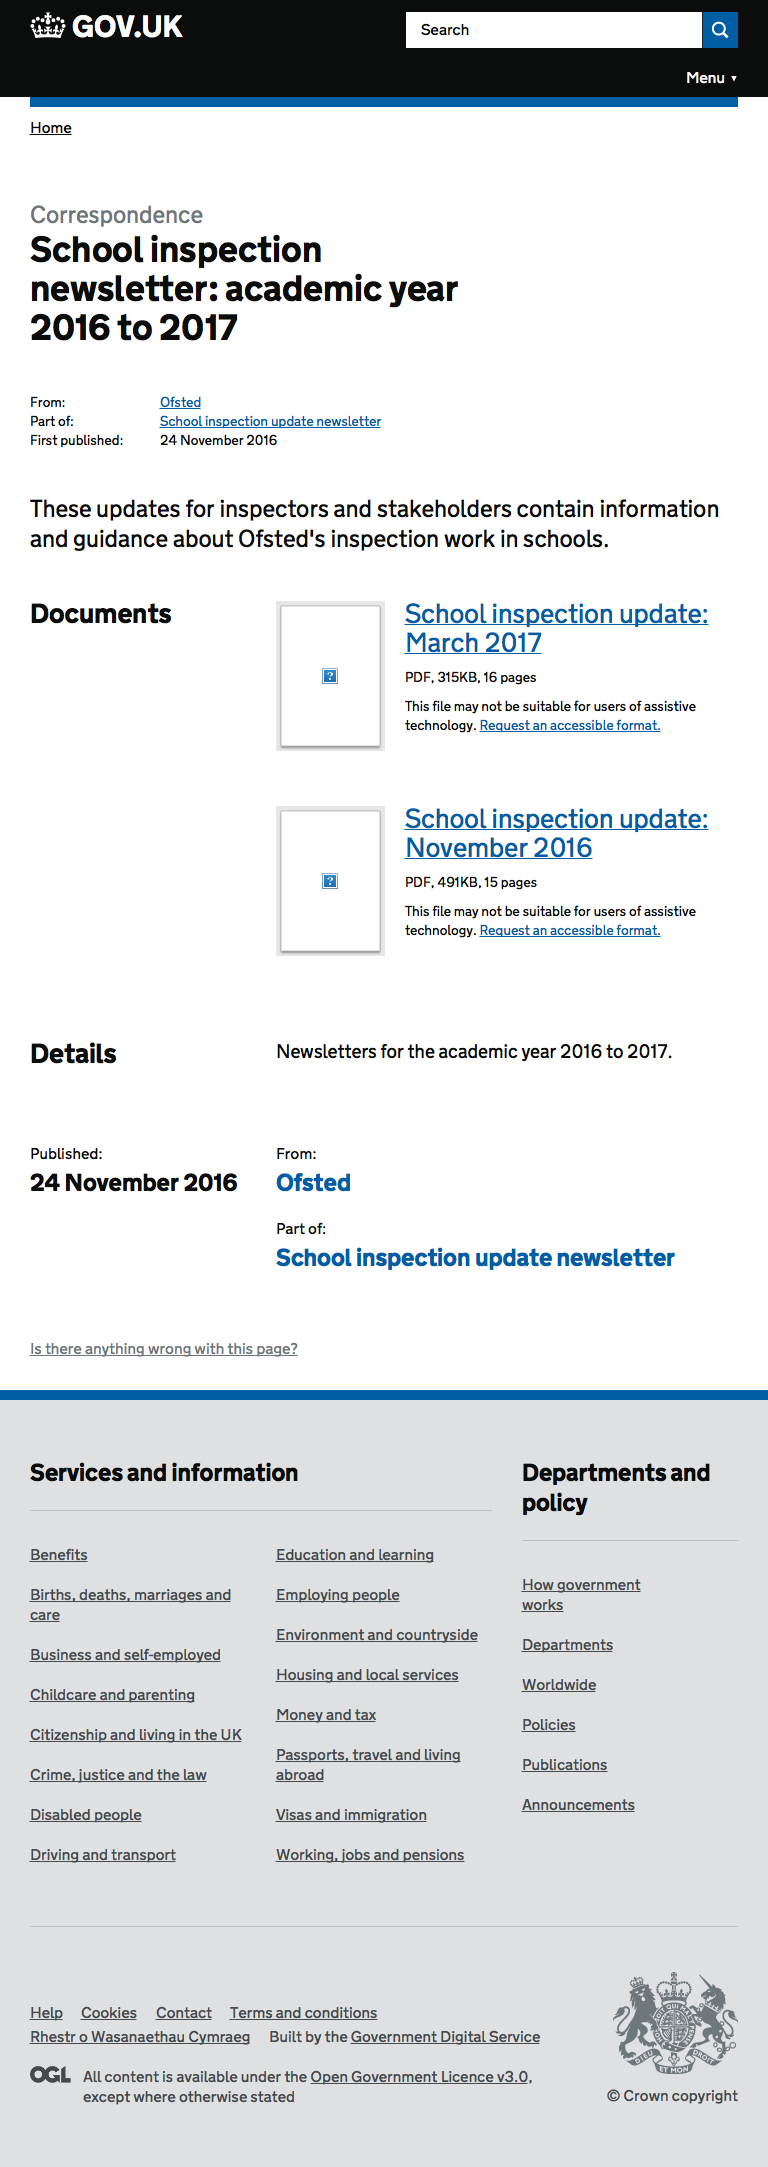 GOV.UK
Search
Menu ▼
Home
Correspondence
School inspection
newsletter: academic year
2016 to 2017
From: Ofsted
Part of: School inspection update newsletter
First published: 24 November 2016
These updates for inspectors and stakeholders contain information
and guidance about Ofsted's inspection work in schools.
Documents
School inspection update:
March 2017
PDF, 315KB, 16 pages
This file may not be suitable for users of assistive
technology. Request an accessible format.
School inspection update:
November 2016
PDF, 491KB, 15 pages
This file may not be suitable for users of assistive
technology. Request an accessible format.
Details
Newsletters for the academic year 2016 to 2017.
Published:
24 November 2016
From:
Ofsted
Part of:
School inspection update newsletter
Is there anything wrong with this page?
Services and information
Benefits
Births, deaths, marriages and
care
Business and self-employed
Childcare and parenting
Citizenship and living in the UK
Crime, justice and the law
Disabled people
Driving and transport
Education and learning
Employing people
Environment and countryside
Housing and local services
Money and tax
Passports, travel and living
abroad
Visas and immigration
Working, jobs and pensions
Departments and
policy
How government
works
Departments
Worldwide
Policies
Publications
Announcements
Help Cookies Contact Terms and conditions
Rhestr o Wasanaethau Cymraeg Built by the Government Digital Service
OGL All content is available under the Open Government Licence v3.0,
except where otherwise stated
DIEU ET MON DROIT
© Crown copyright